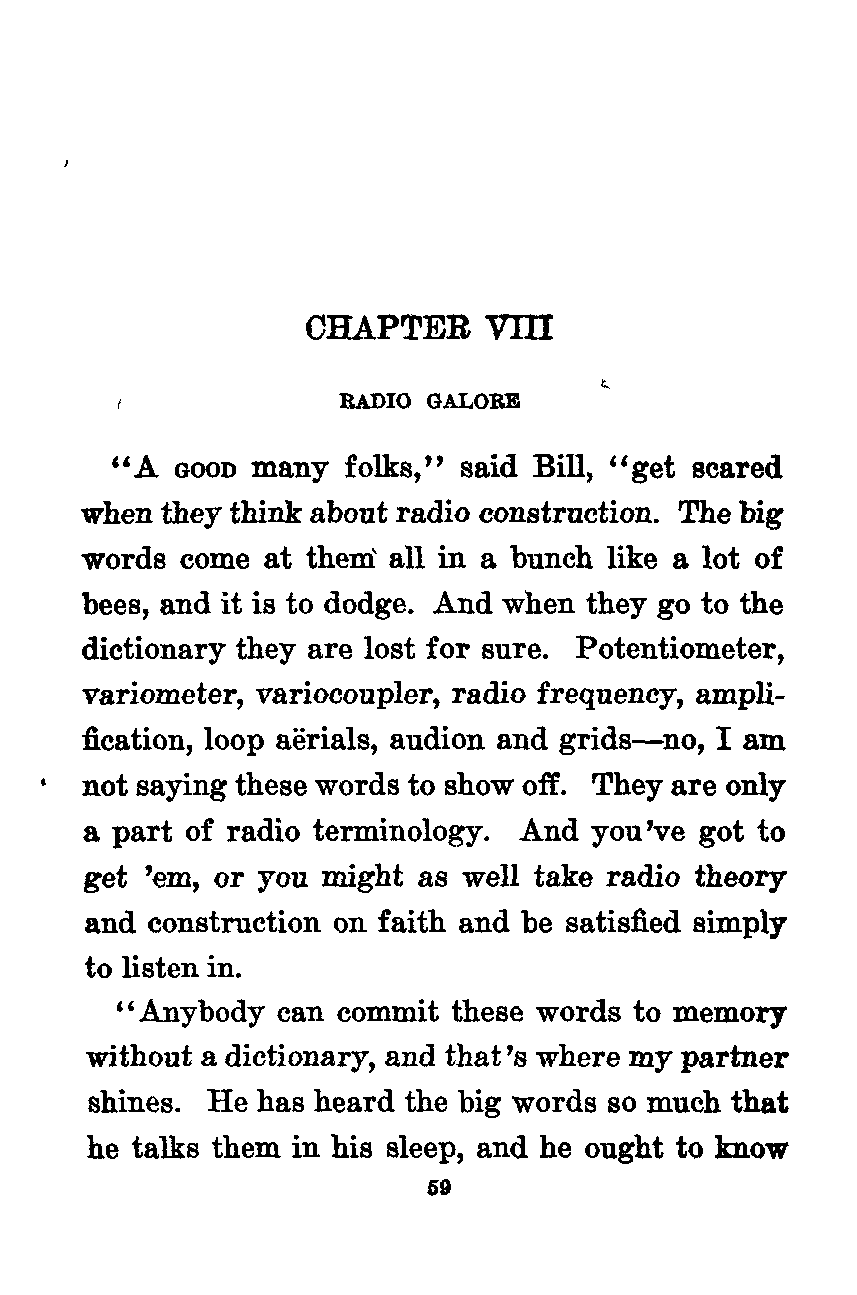 CHAPTER VIII
RADIO GALORE
“A GOOD many folks,” said Bill, “get scared
when they think about radio construction. The big
words come at them all in a bunch like a lot of
bees, and it is to dodge. And when they go to the
dictionary they are lost for sure. Potentiometer,
variometer, variocoupler, radio frequency, ampli-
fication, loop aërials, audion and grids—no, I am
not saying these words to show off. They are only
a part of radio terminology. And you’ve got to
get ’em, or you might as well take radio theory
and construction on faith and be satisfied simply
to listen in.
“Anybody can commit these words to memory
without a dictionary, and that’s where my partner
shines. He has heard the big words so much that
he talks them in his sleep, and he ought to know
59